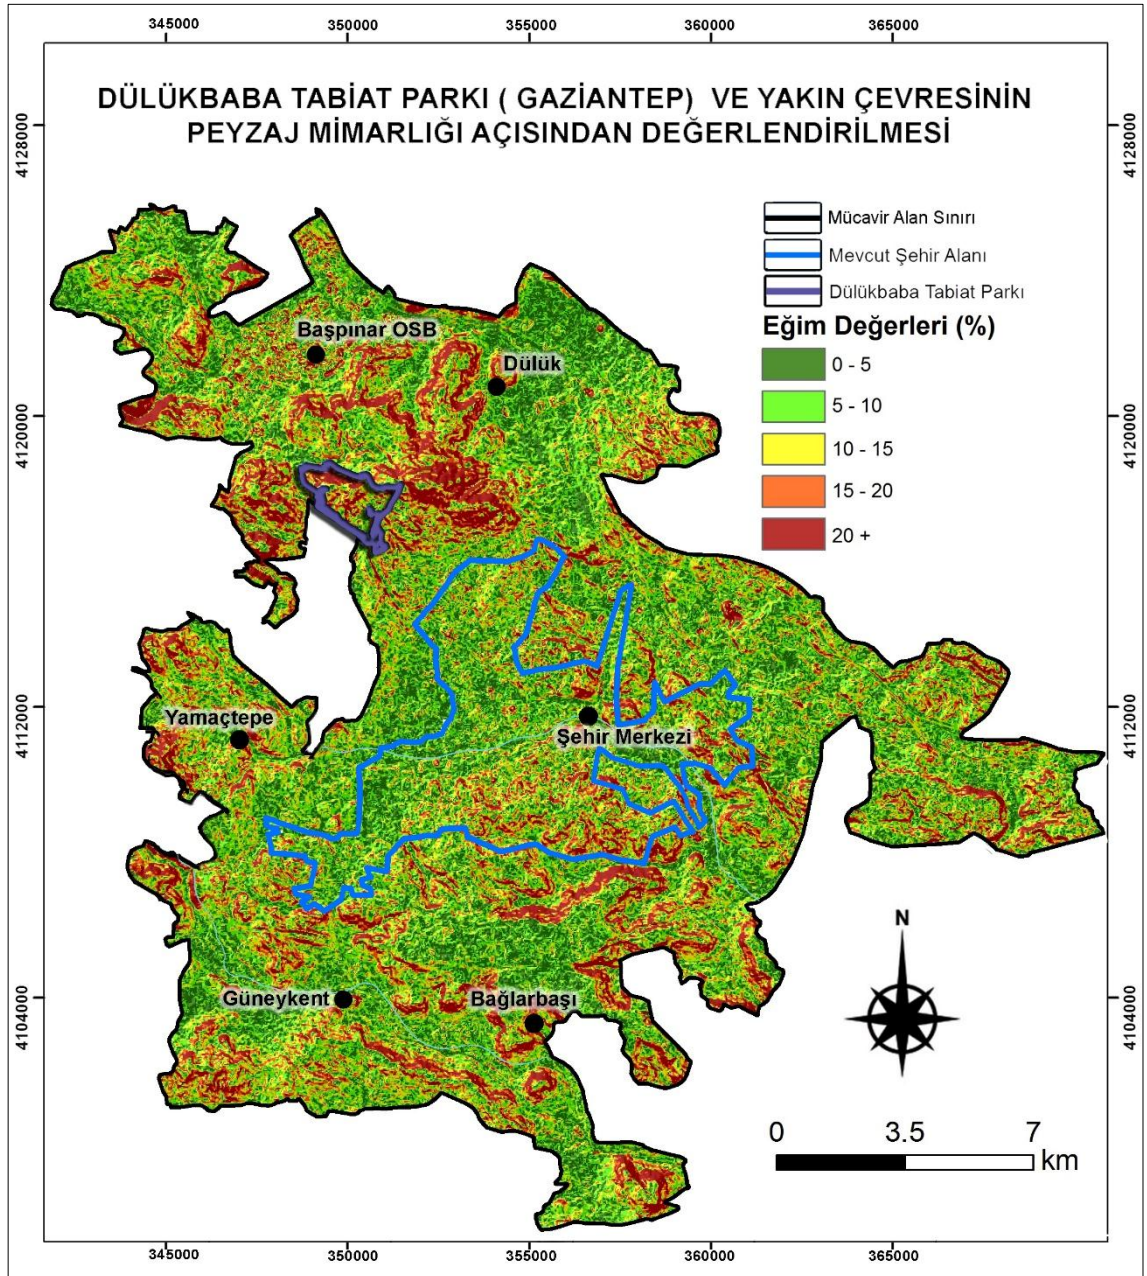 345000
350000
355000
360000
365000
DÜLÜKBABA TABİAT PARKI ( GAZİANTEP) VE YAKIN ÇEVRESİNİN
PEYZAJ MİMARLIĞI AÇISINDAN DEĞERLENDİRİLMESİ
4128000
4128000
Mücavir Alan Sınırı
Mevcut Şehir Alanı
Dülükbaba Tabiat Parkı
Eğim Değerleri (%)
0 - 5
5 - 10
10 - 15
15 - 20
20 +
Başpınar OSB
Dülük
4120000
4120000
Yamaçtepe
Şehir Merkezi
4112000
4112000
N
Güneykent
Bağlarbaşı
4104000
4104000
0
3.5
7
km
345000
350000
355000
360000
365000